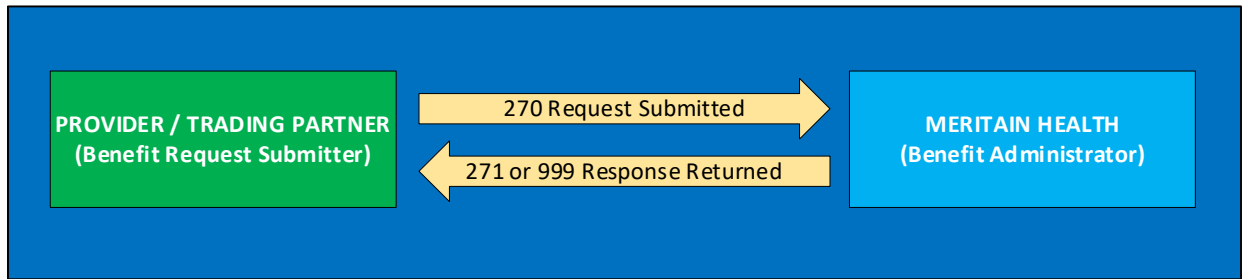 PROVIDER / TRADING PARTNER
(Benefit Request Submitter)
270 Request Submitted
271 or 999 Response Returned
MERITAIN HEALTH
(Benefit Administrator)